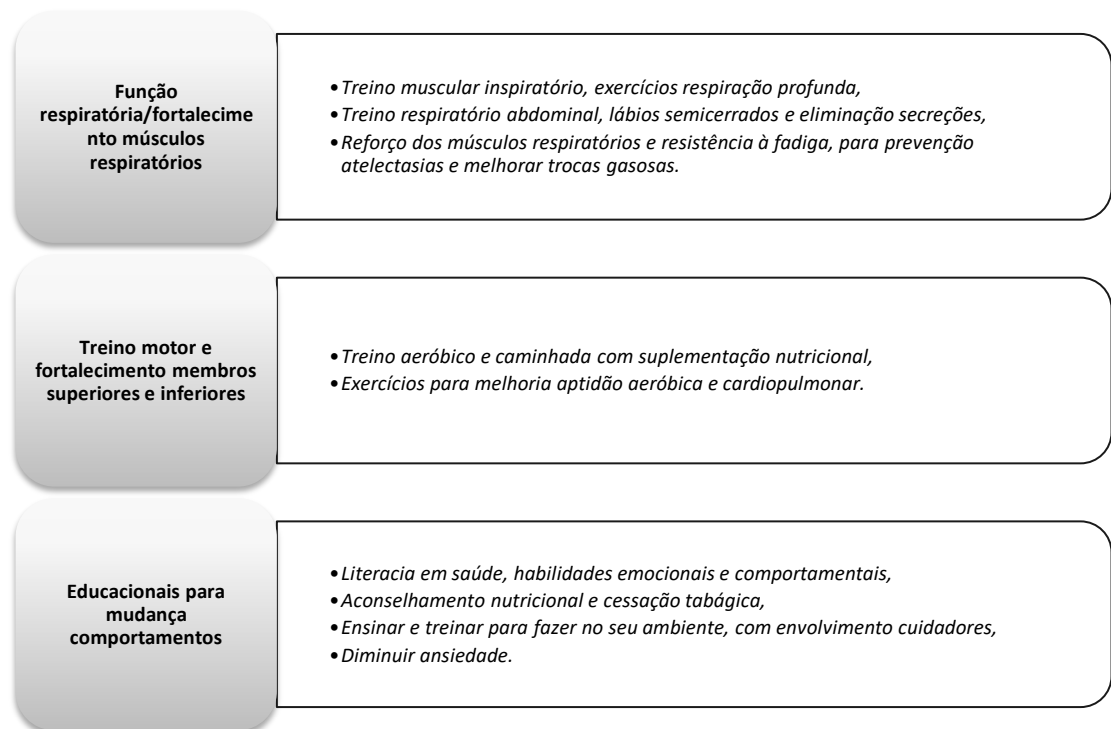 Função
respiratória/fortalecime
nto músculos
respiratórios
•Treino muscular inspiratório, exercícios respiração profunda,
•Treino respiratório abdominal, lábios semicerrados e eliminação secreções,
•Reforço dos músculos respiratórios e resistência à fadiga, para prevenção
atelectasias e melhorar trocas gasosas.
Treino motor e
fortalecimento membros
superiores e inferiores
•Treino aeróbico e caminhada com suplementação nutricional,
•Exercícios para melhoria aptidão aeróbica e cardiopulmonar.
Educacionais para
mudança
comportamentos
•Literacia em saúde, habilidades emocionais e comportamentais,
•Aconselhamento nutricional e cessação tabágica,
•Ensinar e treinar para fazer no seu ambiente, com envolvimento cuidadores,
•Diminuir ansiedade.